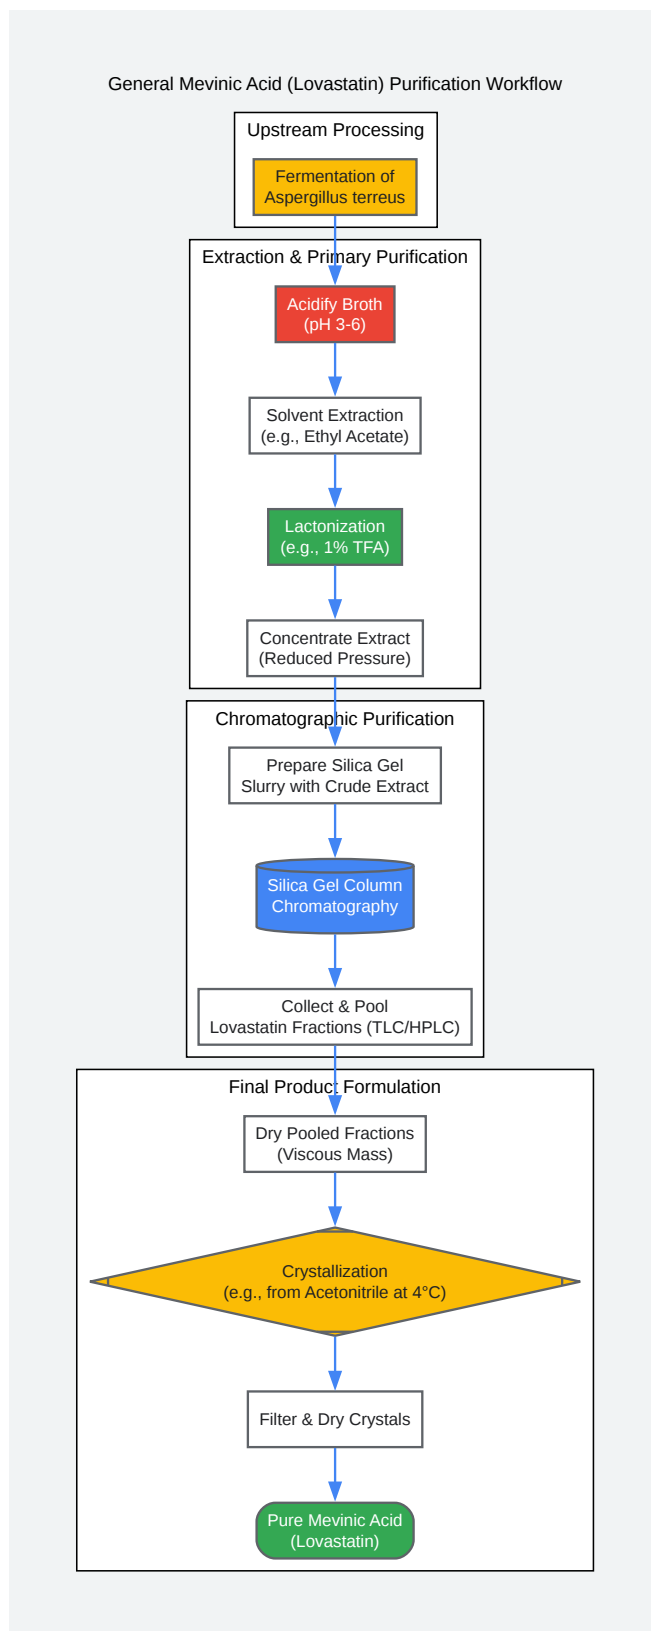 General Mevinic Acid (Lovastatin) Purification Workflow
Upstream Processing
Fermentation of
Aspergillus terreus
Extraction & Primary Purification
Acidify Broth
(pH 3-6)
Solvent Extraction
(e.g., Ethyl Acetate)
Lactonization
(e.g., 1% TFA)
Concentrate Extract
(Reduced Pressure)
Chromatographic Purification
Prepare Silica Gel
Slurry with Crude Extract
Silica Gel Column
Chromatography
Collect & Pool
Lovastatin Fractions (TLC/HPLC)
Final Product Formulation
Dry Pooled Fractions
(Viscous Mass)
Crystallization
(e.g., from Acetonitrile at 4°C)
Filter & Dry Crystals
Pure Mevinic Acid
(Lovastatin)